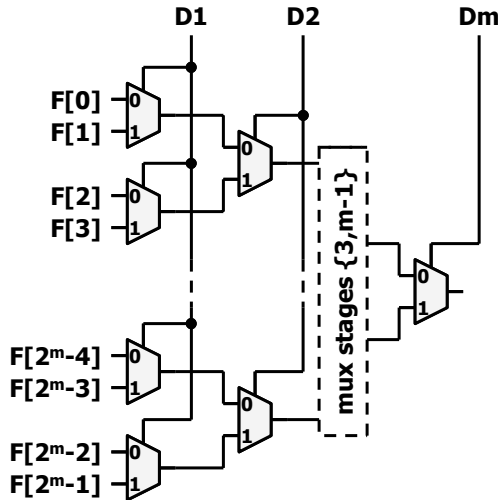 D1 D2 Dm
F[0] 0
F[1] 1
0
1
F[2] 0
F[3] 1
mux stages {3,m-1}
0
1
F[2ᵐ-4] 0
F[2ᵐ-3] 1
0
1
F[2ᵐ-2] 0
F[2ᵐ-1] 1